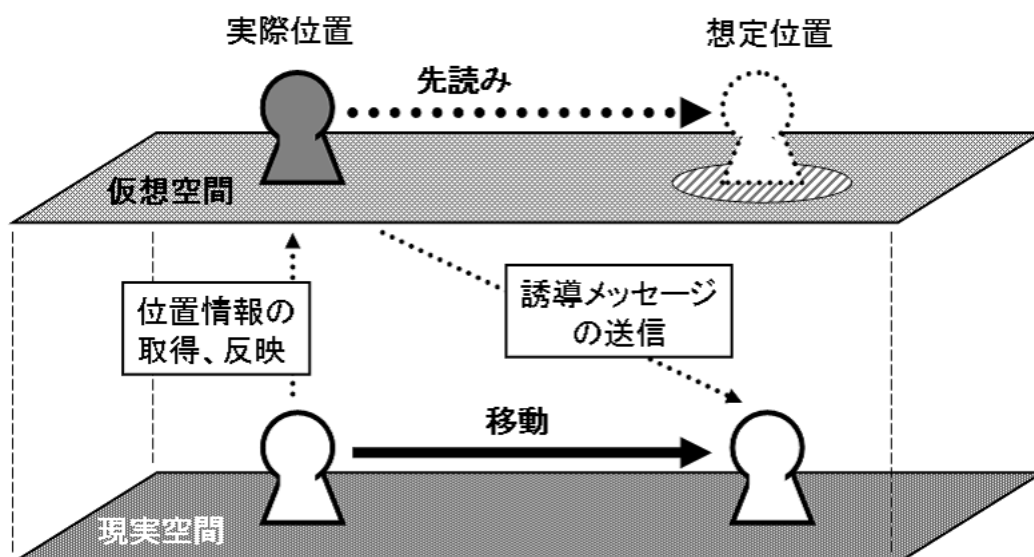 実際位置
想定位置
先読み
仮想空間
位置情報の
取得、反映
誘導メッセージ
の送信
移動
現実空間